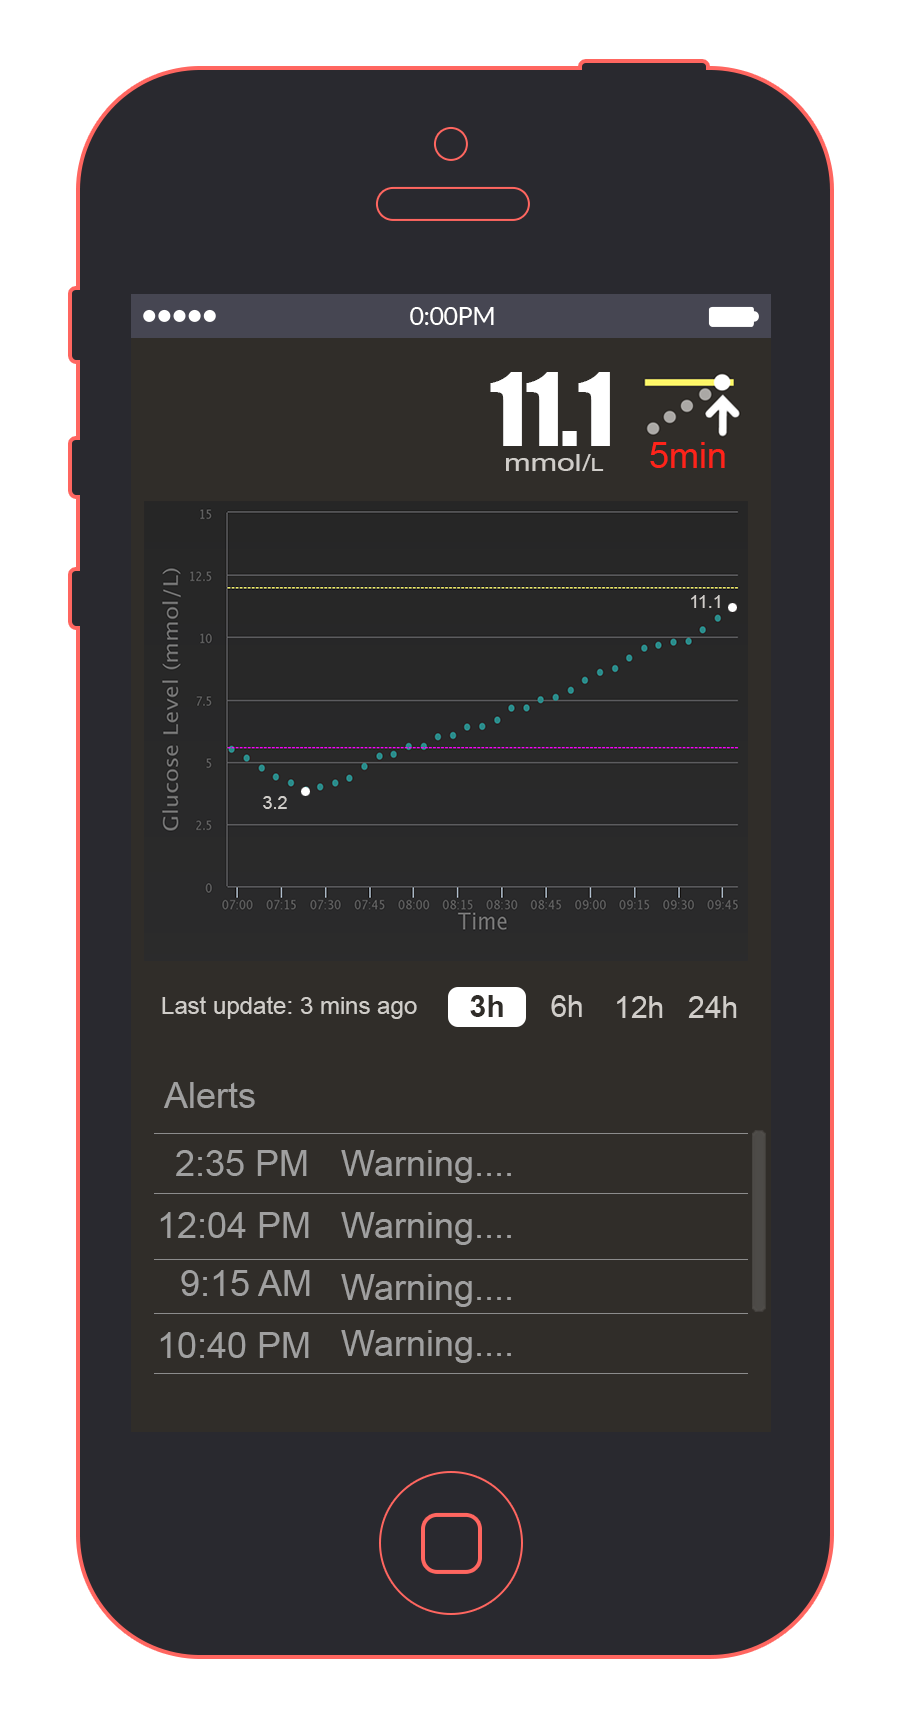 0:00PM
11.1
mmol/L
5min
15
12.5
10
7.5
5
2.5
0
Glucose Level (mmol/L)
11.1
3.2
07:00 07:15 07:30 07:45 08:00 08:15 08:30 08:45 09:00 09:15 09:30 09:45
Time
Last update: 3 mins ago 3h 6h 12h 24h
Alerts
2:35 PM Warning....
12:04 PM Warning....
9:15 AM Warning....
10:40 PM Warning....